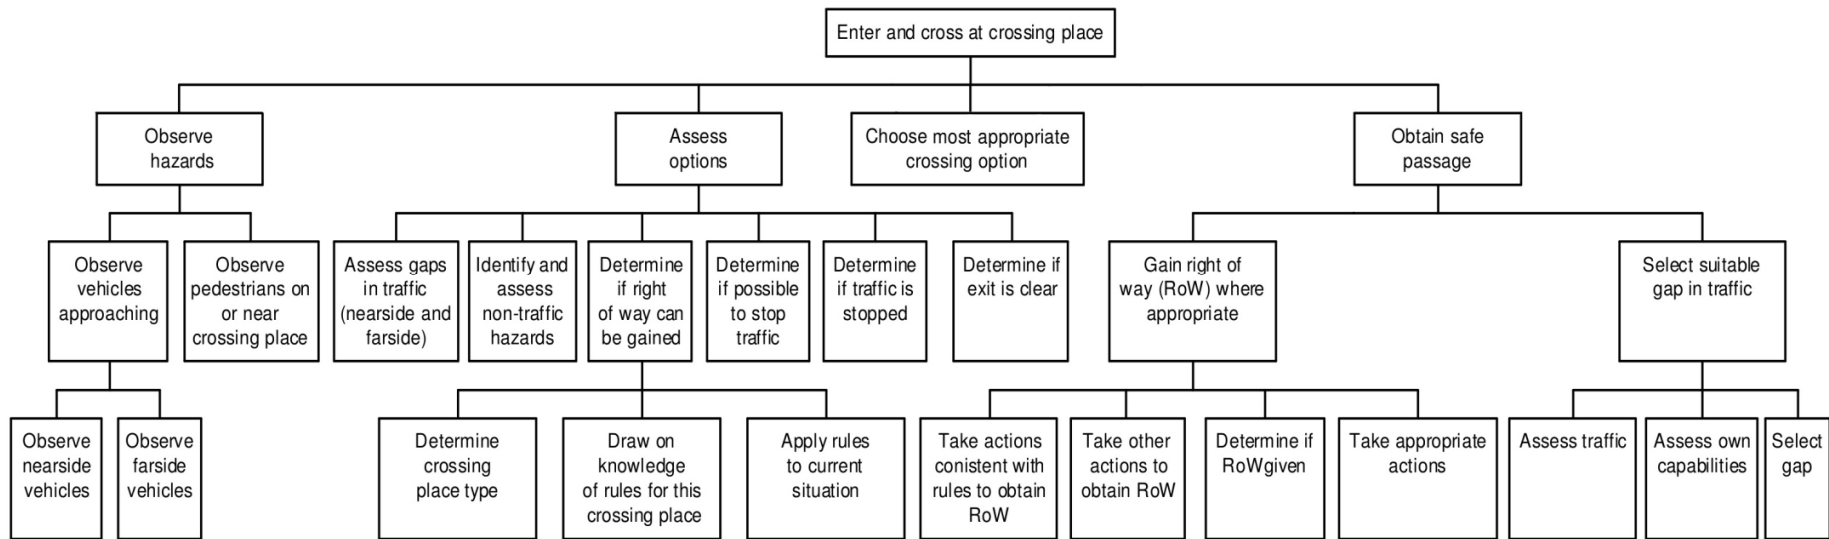 Enter and cross at crossing place
Observe
hazards
Assess
options
Choose most appropriate
crossing option
Obtain safe
passage
Observe
vehicles
approaching
Observe
pedestrians on
or near
crossing place
Assess gaps
in traffic
(nearside and
farside)
Identify and
assess
non-traffic
hazards
Determine
if right
of way can
be gained
Determine
if possible
to stop
traffic
Determine
if traffic is
stopped
Determine if
exit is clear
Gain right of
way (RoW) where
appropriate
Select suitable
gap in traffic
Observe
nearside
vehicles
Observe
farside
vehicles
Determine
crossing
place type
Draw on
knowledge
of rules for this
crossing place
Apply rules
to current
situation
Take actions
conistent with
rules to obtain
RoW
Take other
actions to
obtain RoW
Determine if
RoWgiven
Take appropriate
actions
Assess traffic
Assess own
capabilities
Select
gap